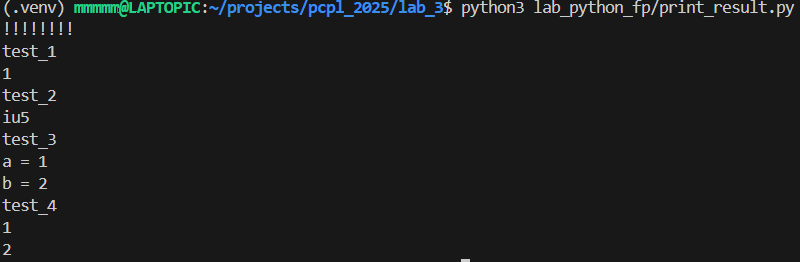 (.venv) mmmmm@LAPTOPIC:~/projects/pcpl_2025/lab_3$ python3 lab_python_fp/print_result.py
!!!!!!!!
test_1
1
test_2
iu5
test_3
a = 1
b = 2
test_4
1
2